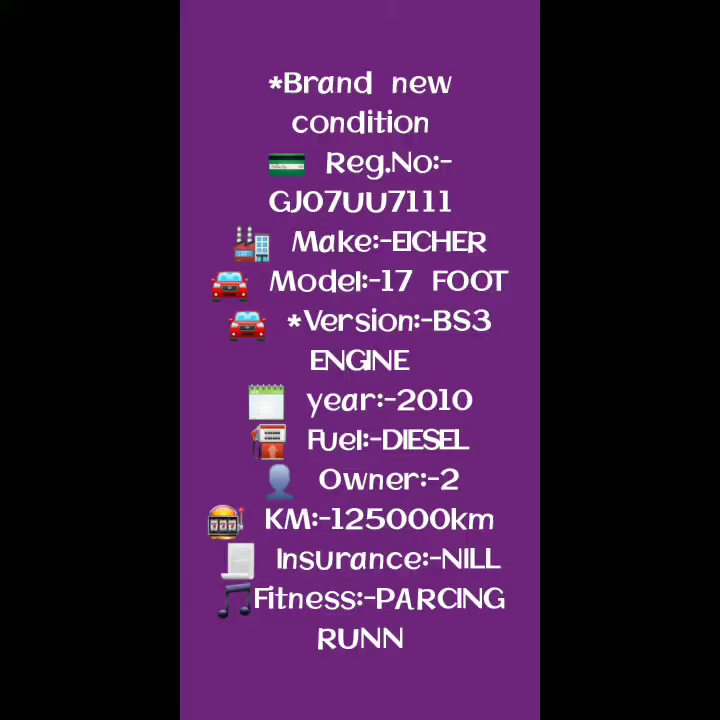 *Brand new
condition
💳 Reg.No:-
GJ07UU7111
🏭 Make:-EICHER
🚘 Model:-17 FOOT
🚘 *Version:-BS3
ENGINE
🗒 year:-2010
⛽ Fuel:-DIESEL
👤 Owner:-2
🎰 KM:-125000km
📜 Insurance:-NILL
🎵Fitness:-PARCING
RUNN